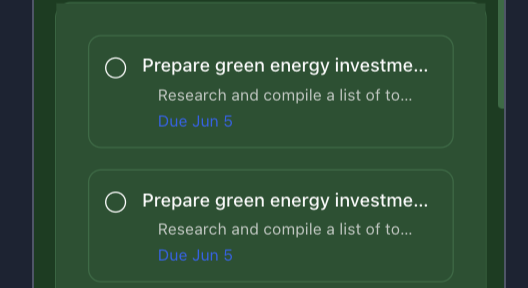 Prepare green energy investme...
Research and compile a list of to...
Due Jun 5
Prepare green energy investme...
Research and compile a list of to...
Due Jun 5